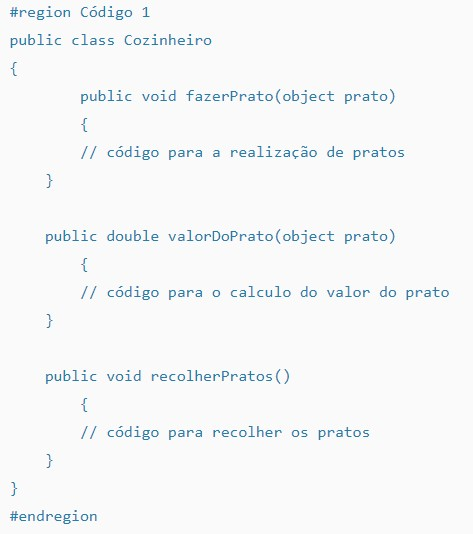 #region Código 1
public class Cozinheiro
{
public void fazerPrato(object prato)
{
// código para a realização de pratos
}
public double valorDoPrato(object prato)
{
// código para o calculo do valor do prato
}
public void recolherPratos()
{
// código para recolher os pratos
}
}
#endregion